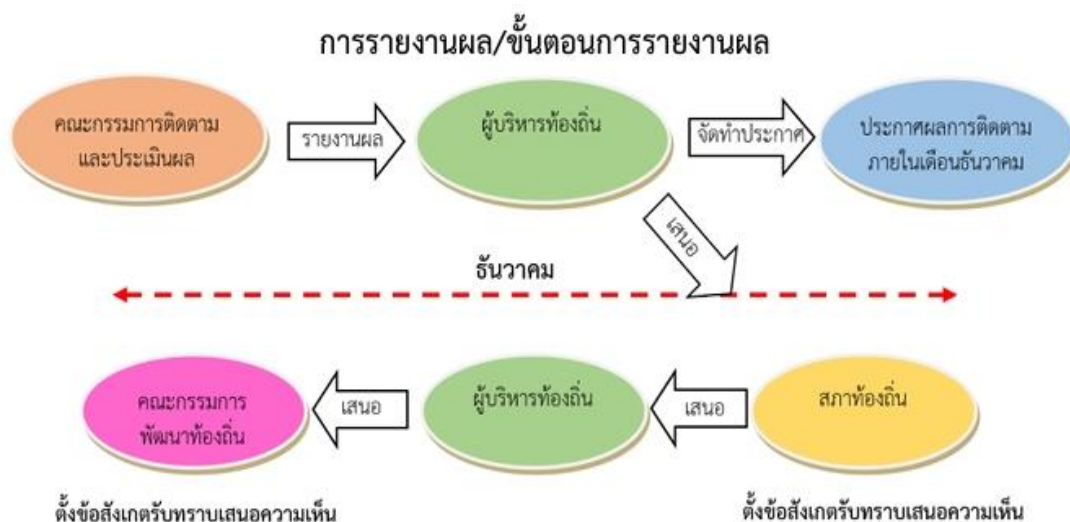 การรายงานผล/ขั้นตอนการรายงานผล
คณะกรรมการติดตาม
และประเมินผล
รายงานผล
ผู้บริหารท้องถิ่น
จัดทำประกาศ
ประกาศผลการติดตาม
ภายในเดือนธันวาคม
เสนอ
ธันวาคม
คณะกรรมการ
พัฒนาท้องถิ่น
เสนอ
ผู้บริหารท้องถิ่น
เสนอ
สภาท้องถิ่น
ตั้งข้อสังเกตรับทราบเสนอความเห็น
ตั้งข้อสังเกตรับทราบเสนอความเห็น